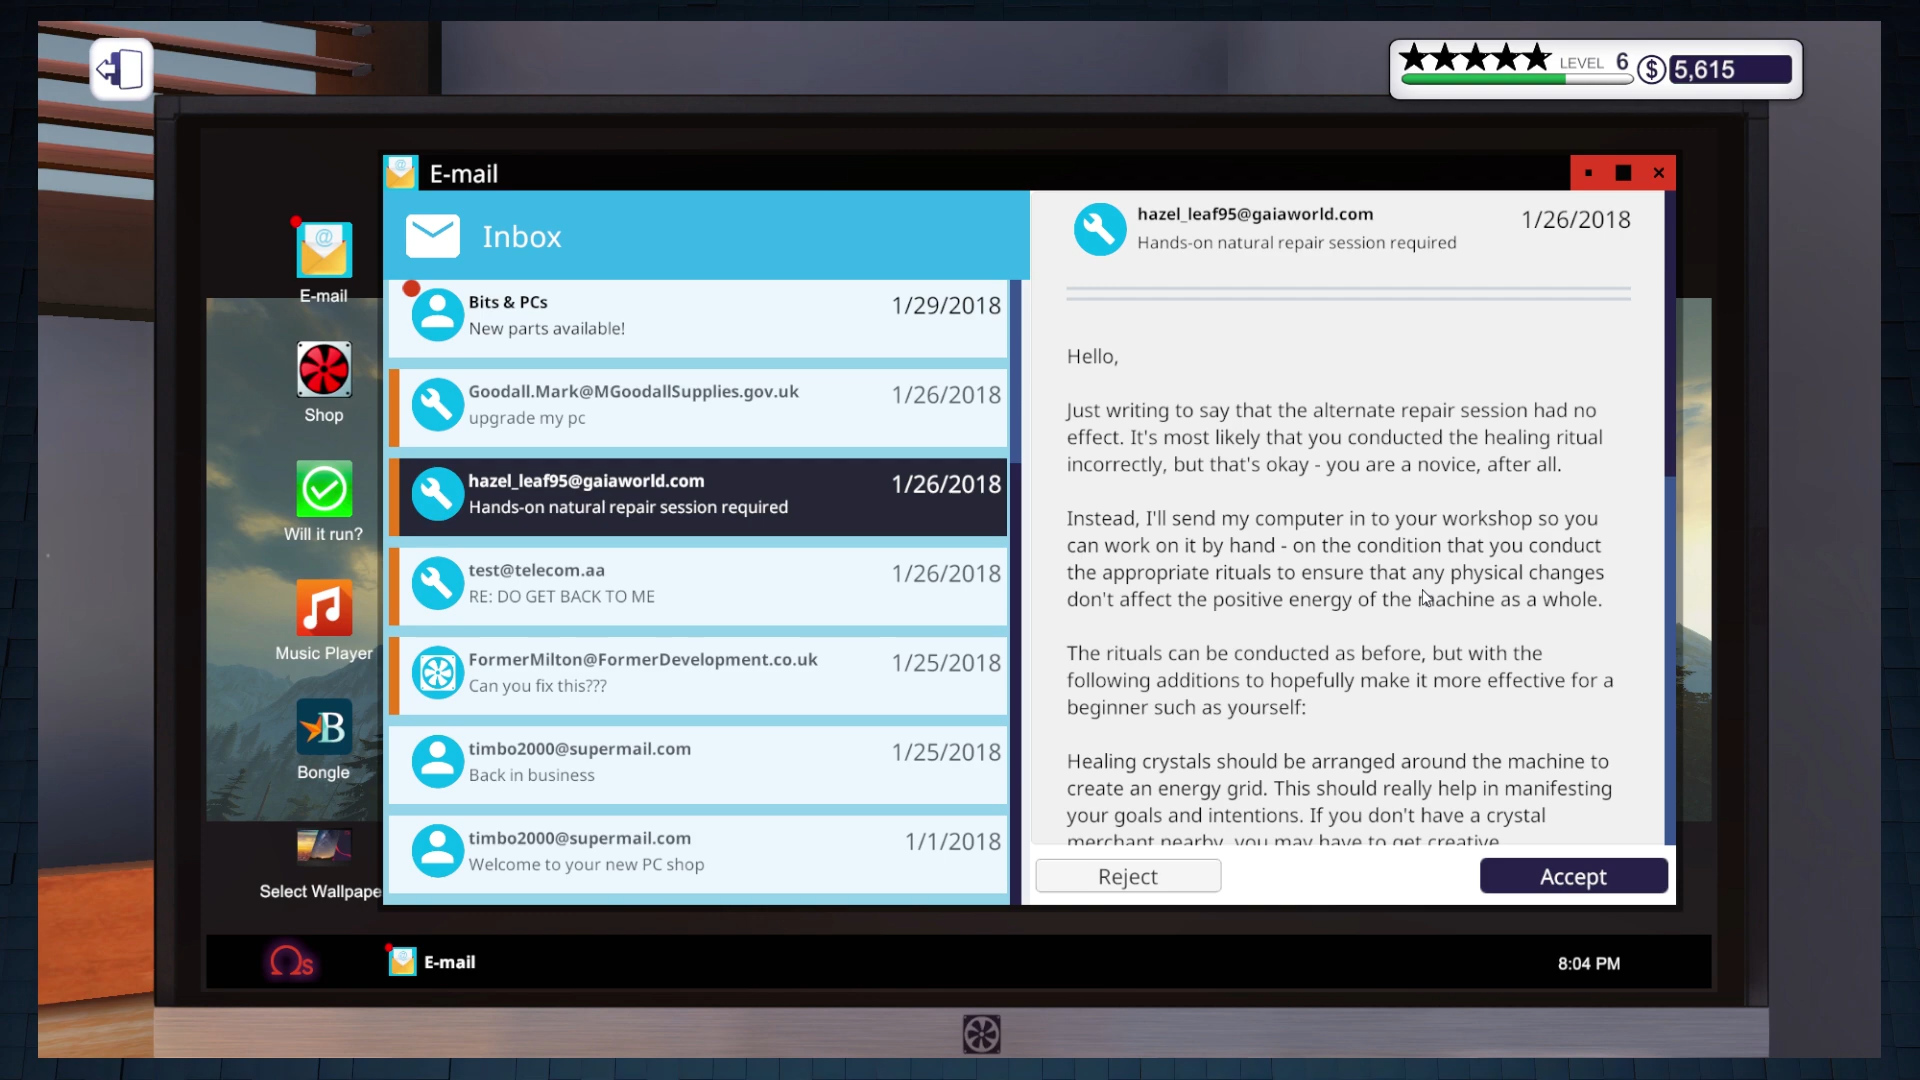 LEVEL 6 $ 5,615
E-mail
Inbox
hazel_leaf95@gaiaworld.com
1/26/2018
Hands-on natural repair session required
E-mail
Shop
Will it run?
Music Player
Bongle
Select Wallpape
Bits & PCs
1/29/2018
New parts available!
Goodall.Mark@MGoodallSupplies.gov.uk
1/26/2018
upgrade my pc
hazel_leaf95@gaiaworld.com
1/26/2018
Hands-on natural repair session required
test@telecom.aa
1/26/2018
RE: DO GET BACK TO ME
FormerMilton@FormerDevelopment.co.uk
1/25/2018
Can you fix this???
timbo2000@supermail.com
1/25/2018
Back in business
timbo2000@supermail.com
1/1/2018
Welcome to your new PC shop
Hello,
Just writing to say that the alternate repair session had no
effect. It's most likely that you conducted the healing ritual
incorrectly, but that's okay - you are a novice, after all.
Instead, I'll send my computer in to your workshop so you
can work on it by hand - on the condition that you conduct
the appropriate rituals to ensure that any physical changes
don't affect the positive energy of the machine as a whole.
The rituals can be conducted as before, but with the
following additions to hopefully make it more effective for a
beginner such as yourself:
Healing crystals should be arranged around the machine to
create an energy grid. This should really help in manifesting
your goals and intentions. If you don't have a crystal
merchant nearby, you may have to get creative.
Reject
Accept
Ωs
E-mail
8:04 PM